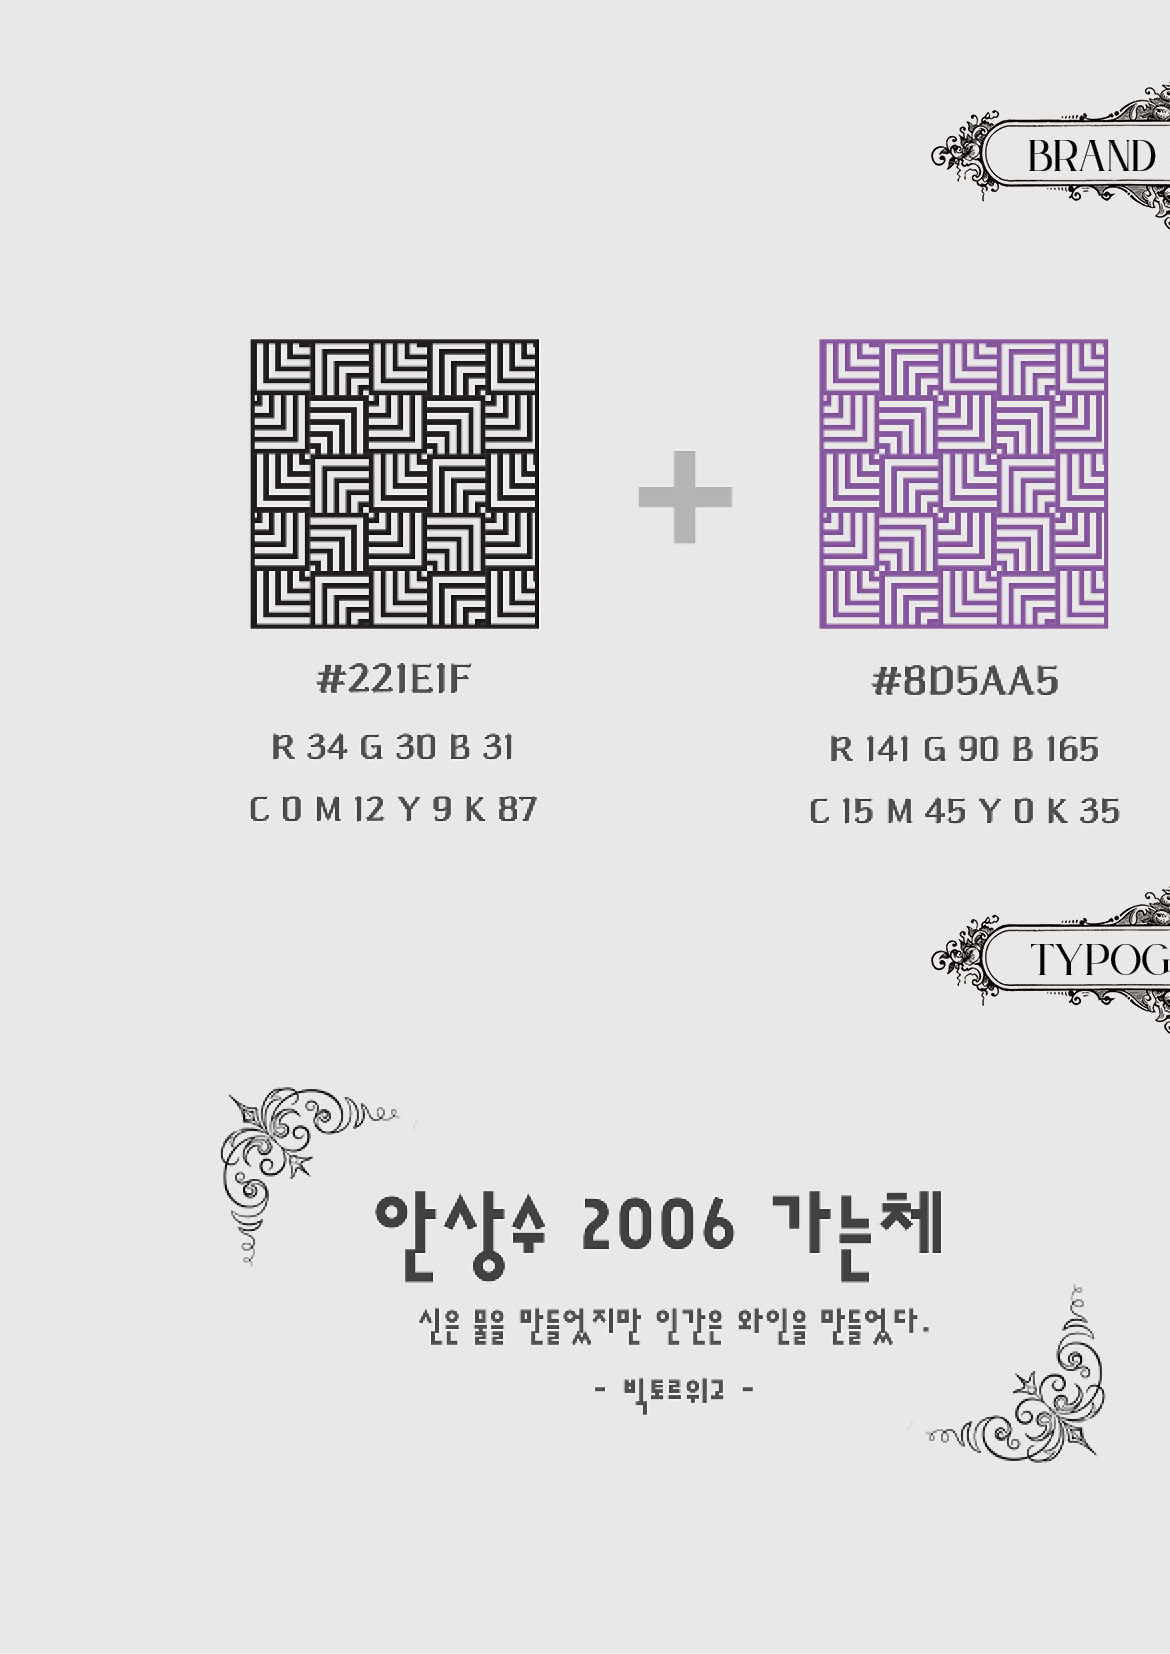 BRAND
#221E1F
R 34 G 30 B 31
C 0 M 12 Y 9 K 87
#8D5AA5
R 141 G 90 B 165
C 15 M 45 Y 0 K 35
TYPOG
안상수 2006 가는체
신은 물을 만들었지만 인간은 와인을 만들었다.
- 빅토르위고 -